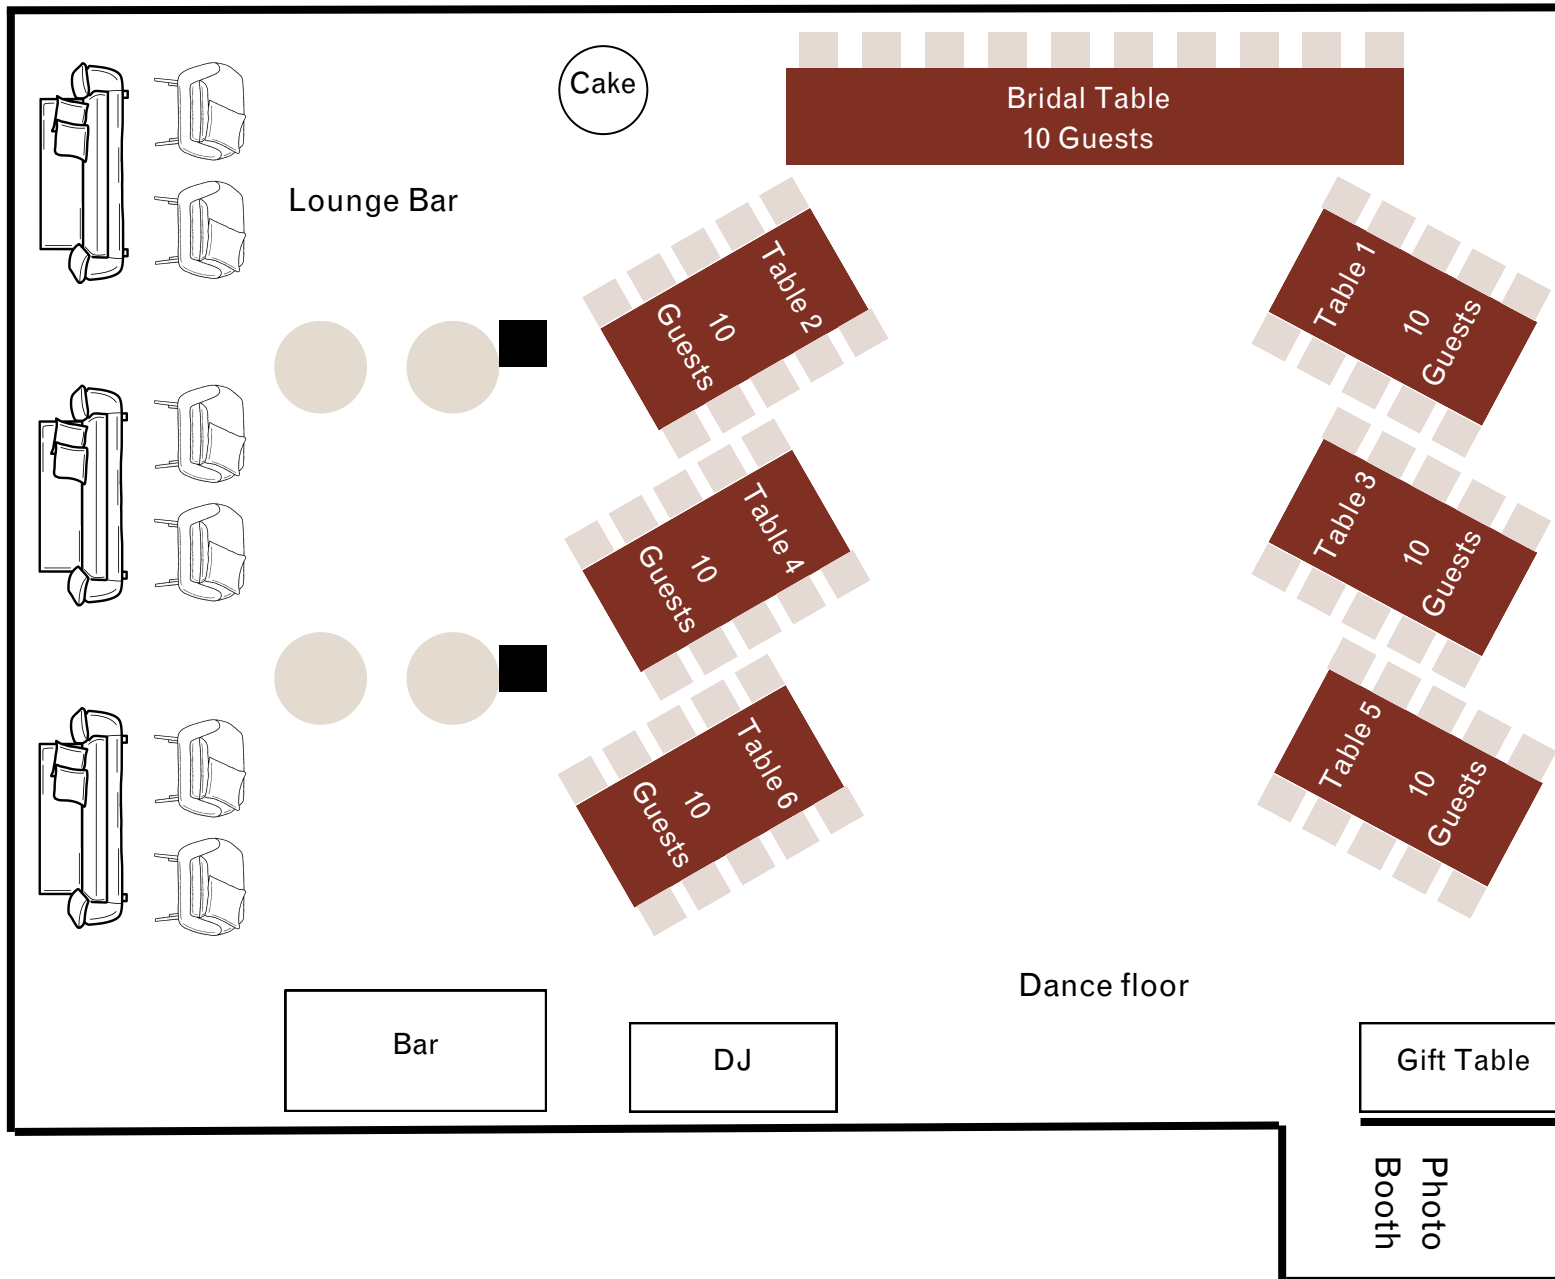 Cake
Bridal Table
10 Guests
Lounge Bar
Table 2
10
Guests
Table 1
10
Guests
Table 4
10
Guests
Table 3
10
Guests
Table 6
10
Guests
Table 5
10
Guests
Dance floor
Bar
DJ
Gift Table
Photo
Booth